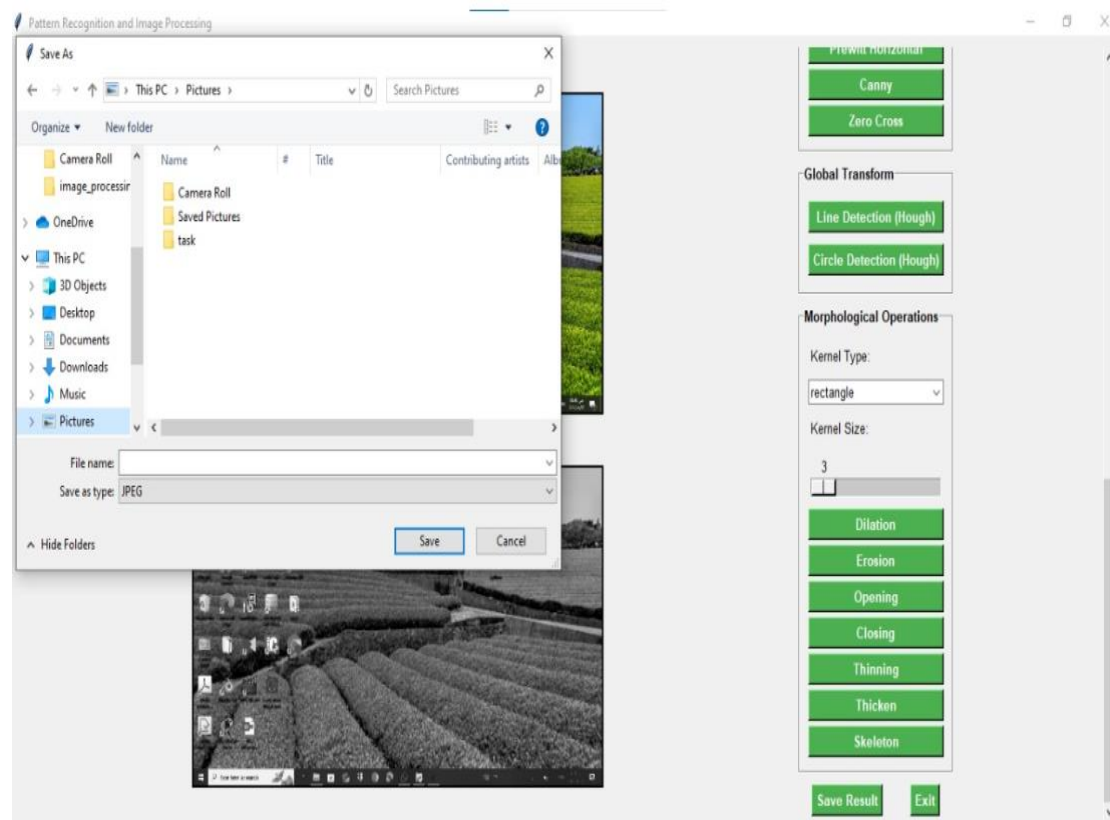 Pattern Recognition and Image Processing
Save As
This PC > Pictures >
Search Pictures
Organize
New folder
Camera Roll
image_processir
OneDrive
This PC
3D Objects
Desktop
Documents
Downloads
Music
Pictures
Name # Title Contributing artists Alb
Camera Roll
Saved Pictures
task
File name:
Save as type: JPEG
Hide Folders
Save
Cancel
Prewitt Horizontal
Canny
Zero Cross
Global Transform
Line Detection (Hough)
Circle Detection (Hough)
Morphological Operations
Kernel Type:
rectangle
Kernel Size:
3
Dilation
Erosion
Opening
Closing
Thinning
Thicken
Skeleton
Save Result
Exit